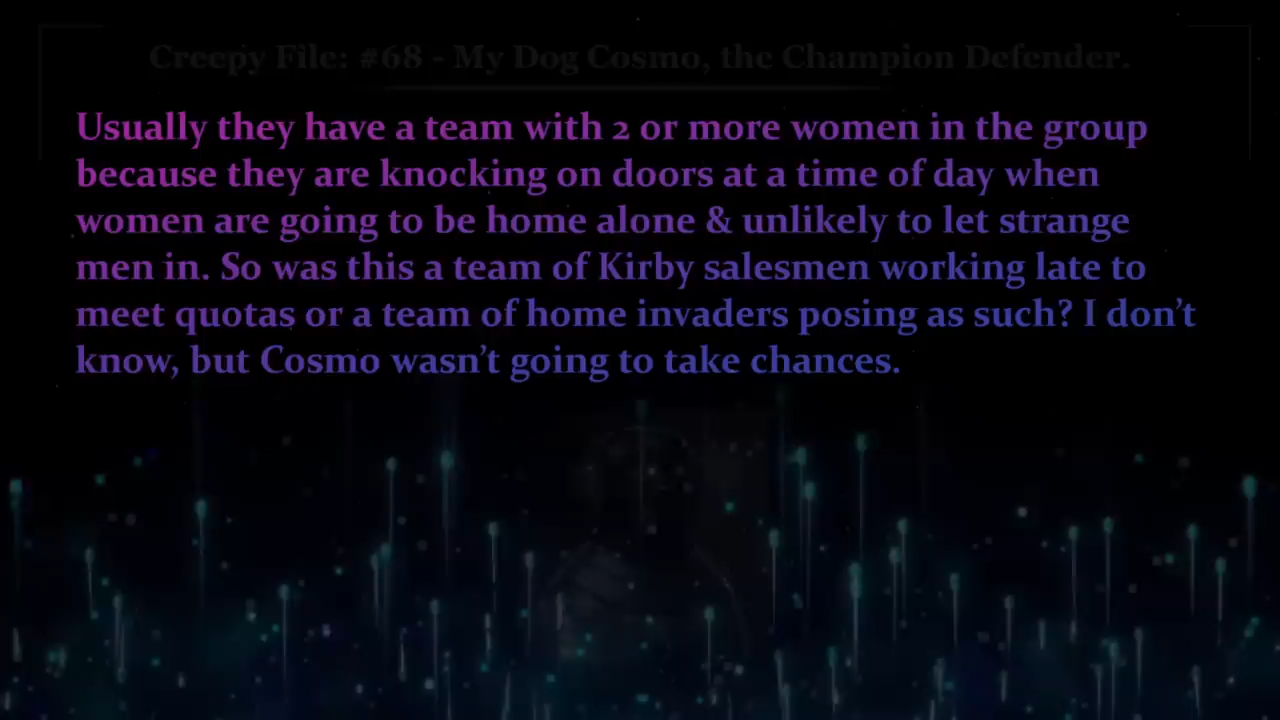 Creepy File: #68 - My Dog Cosmo, the Champion Defender.
Usually they have a team with 2 or more women in the group
because they are knocking on doors at a time of day when
women are going to be home alone & unlikely to let strange
men in. So was this a team of Kirby salesmen working late to
meet quotas or a team of home invaders posing as such? I don’t
know, but Cosmo wasn’t going to take chances.